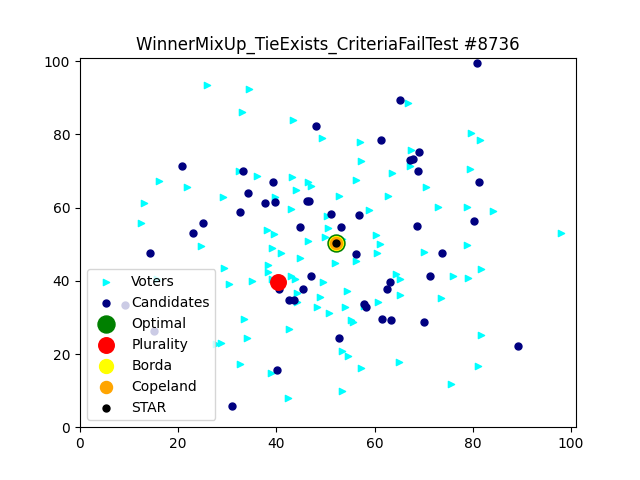 WinnerMixUp_TieExists_CriteriaFailTest #8736
100
80
60
40
20
0
Voters
Candidates
Optimal
Plurality
Borda
Copeland
STAR
0 20 40 60 80 100